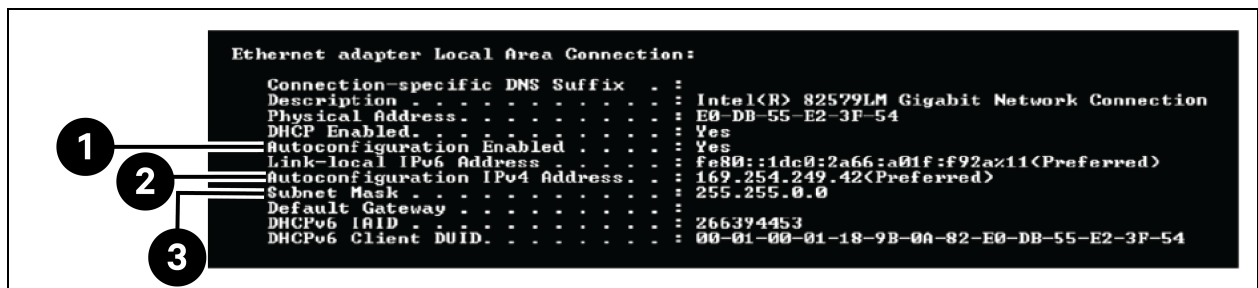 Ethernet adapter Local Area Connection:
Connection-specific DNS Suffix . :
Description . . . . . . . . . . . : Intel(R) 82579LM Gigabit Network Connection
Physical Address. . . . . . . . . : E0-DB-55-E2-3F-54
DHCP Enabled. . . . . . . . . . . : Yes
1 Autoconfiguration Enabled . . . . : Yes
Link-local IPv6 Address . . . . . : fe80::1dc0:2a66:a01f:f92a%11(Preferred)
2 Autoconfiguration IPv4 Address. . : 169.254.249.42(Preferred)
3 Subnet Mask . . . . . . . . . . . : 255.255.0.0
Default Gateway . . . . . . . . . :
DHCPv6 IAID . . . . . . . . . . . : 266394453
DHCPv6 Client DUID. . . . . . . . : 00-01-00-01-18-9B-0A-82-E0-DB-55-E2-3F-54